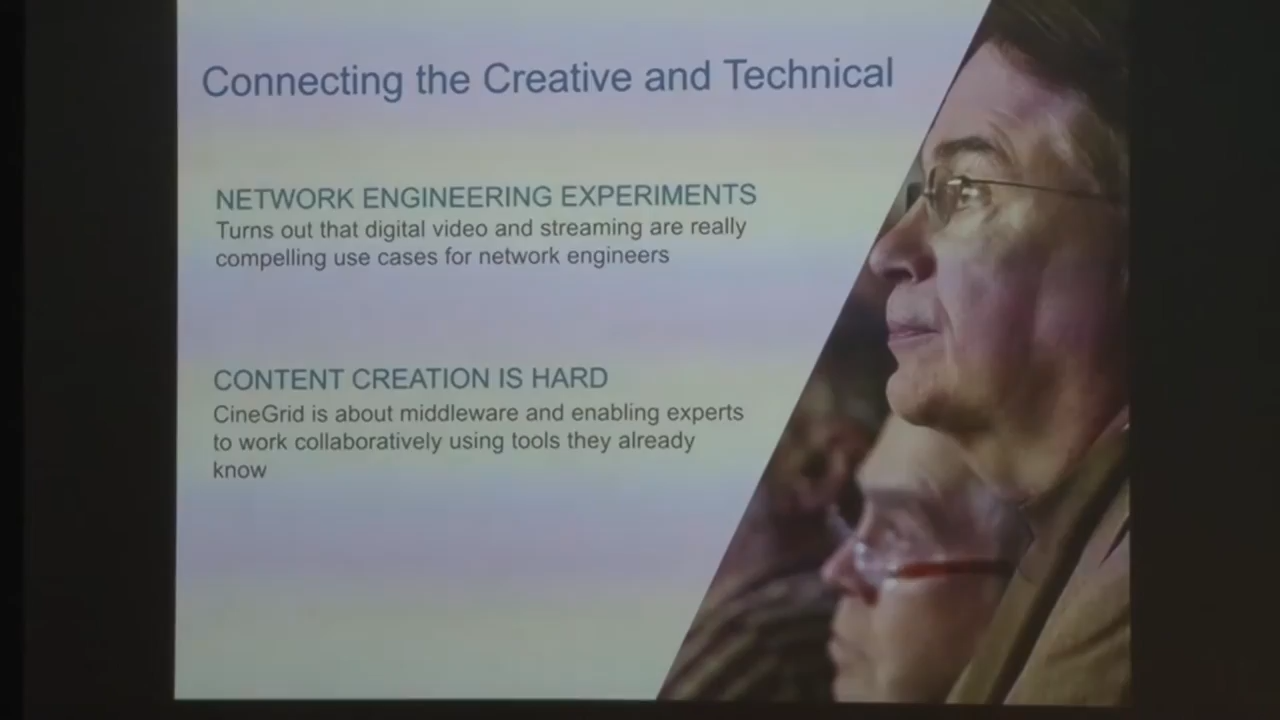 Connecting the Creative and Technical
NETWORK ENGINEERING EXPERIMENTS
Turns out that digital video and streaming are really
compelling use cases for network engineers
CONTENT CREATION IS HARD
CineGrid is about middleware and enabling experts
to work collaboratively using tools they already
know